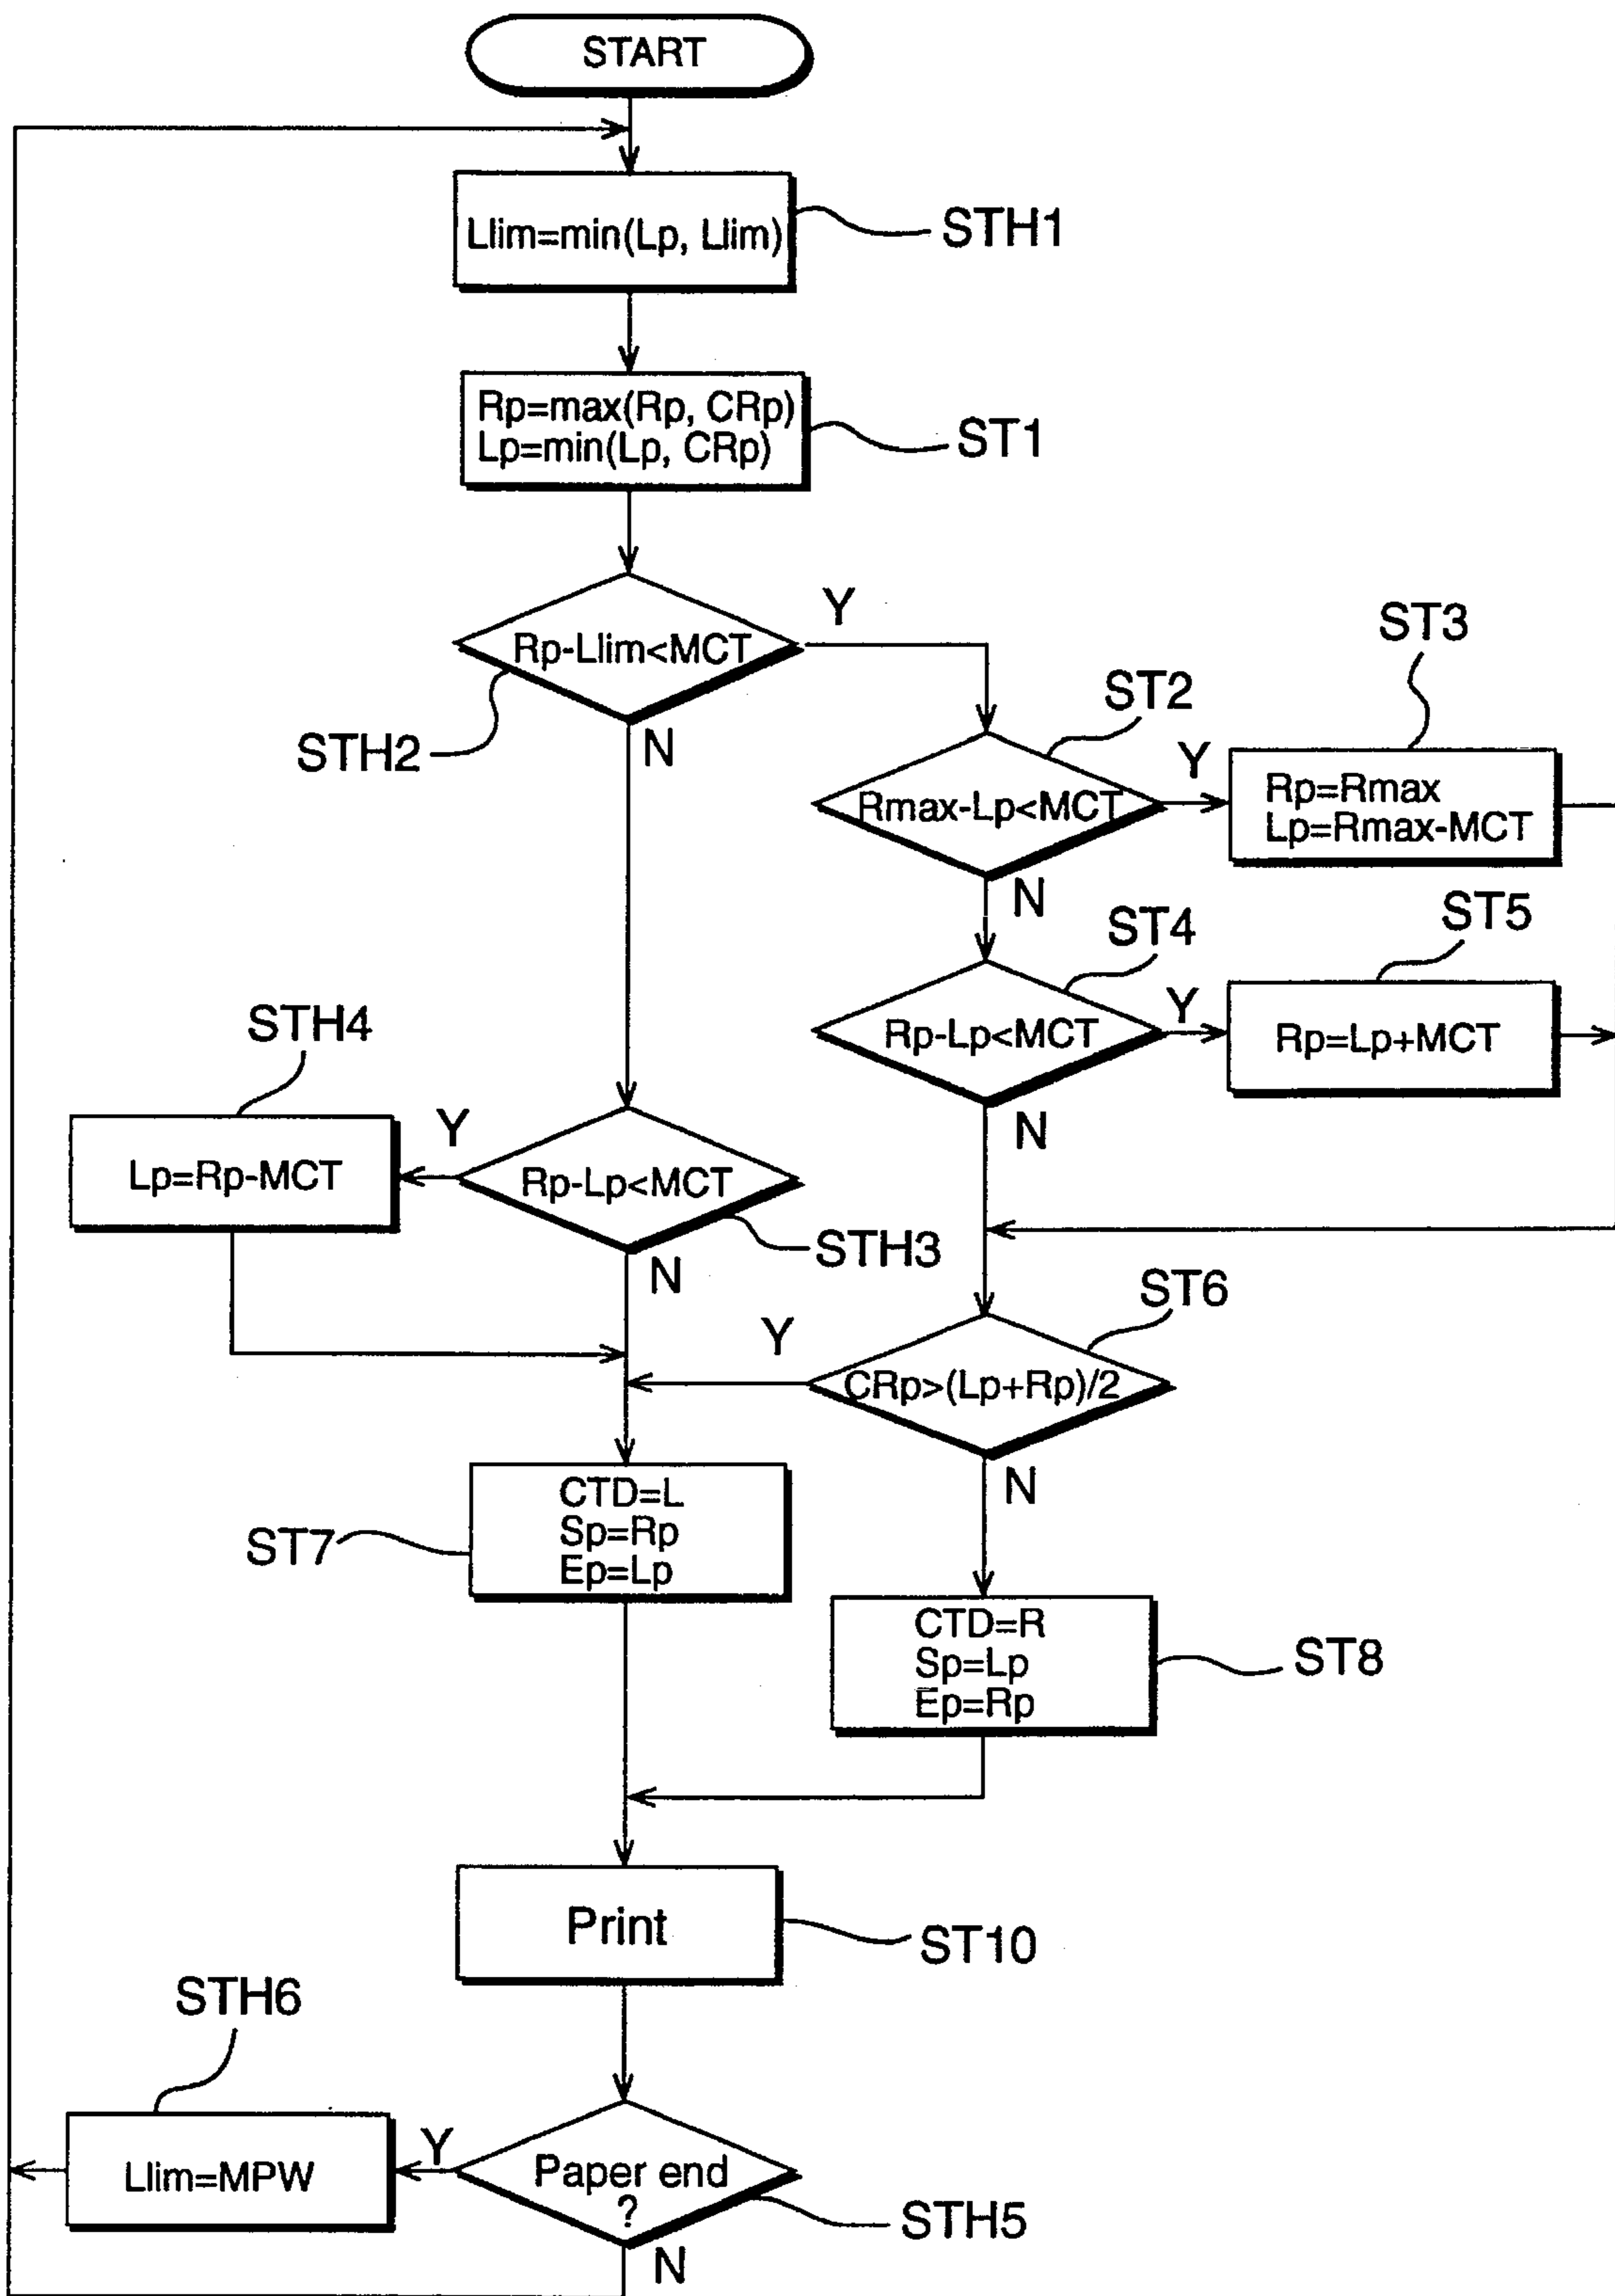 START
Llim=min(Lp, Llim)
STH1
Rp=max(Rp, CRp)
Lp=min(Lp, CRp)
ST1
Rp-Llim<MCT
Y
N
STH2
ST2
Rmax-Lp<MCT
Y
N
ST3
Rp=Rmax
Lp=Rmax-MCT
ST4
Rp-Lp<MCT
Y
N
ST5
Rp=Lp+MCT
STH4
Lp=Rp-MCT
Y
Rp-Lp<MCT
STH3
N
ST6
Y
CRp>(Lp+Rp)/2
N
CTD=L
Sp=Rp
Ep=Lp
ST7
CTD=R
Sp=Lp
Ep=Rp
ST8
Print
ST10
STH6
Llim=MPW
Y
Paper end
?
STH5
N